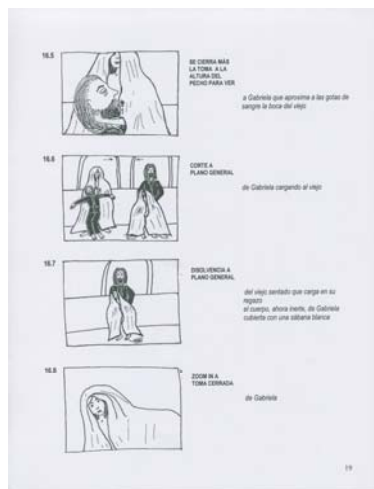 16.5
SE CIERRA MÁS
LA TOMA A LA
ALTURA DEL
PECHO PARA VER
a Gabriela que aproxima a las gotas de
sangre la boca del viejo
16.6
CORTE A
PLANO GENERAL
de Gabriela cargando al viejo
16.7
DISOLVENCIA A
PLANO GENERAL
del viejo sentado que carga en su
regazo
el cuerpo, ahora inerte, de Gabriela
cubierta con una sábana blanca
16.8
ZOOM IN A
TOMA CERRADA
de Gabriela
19